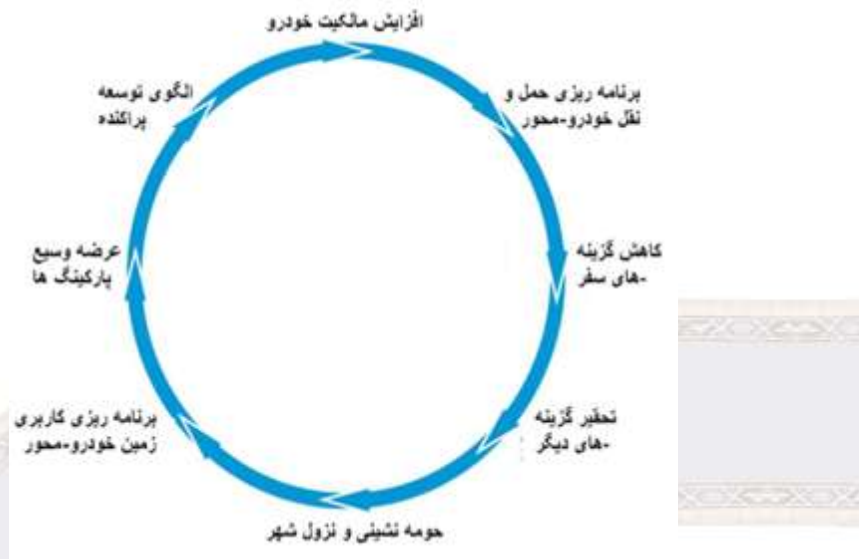 افزایش مالکیت خودرو
برنامه ریزی حمل و
نقل خودرو-محور
کاهش گزینه
-های سفر
تحقیر گزینه
-های دیگر
حومه نشینی و نزول شهر
برنامه ریزی کاربری
زمین خودرو-محور
عرضه وسیع
پارکینگ ها
الگوی توسعه
پراکنده